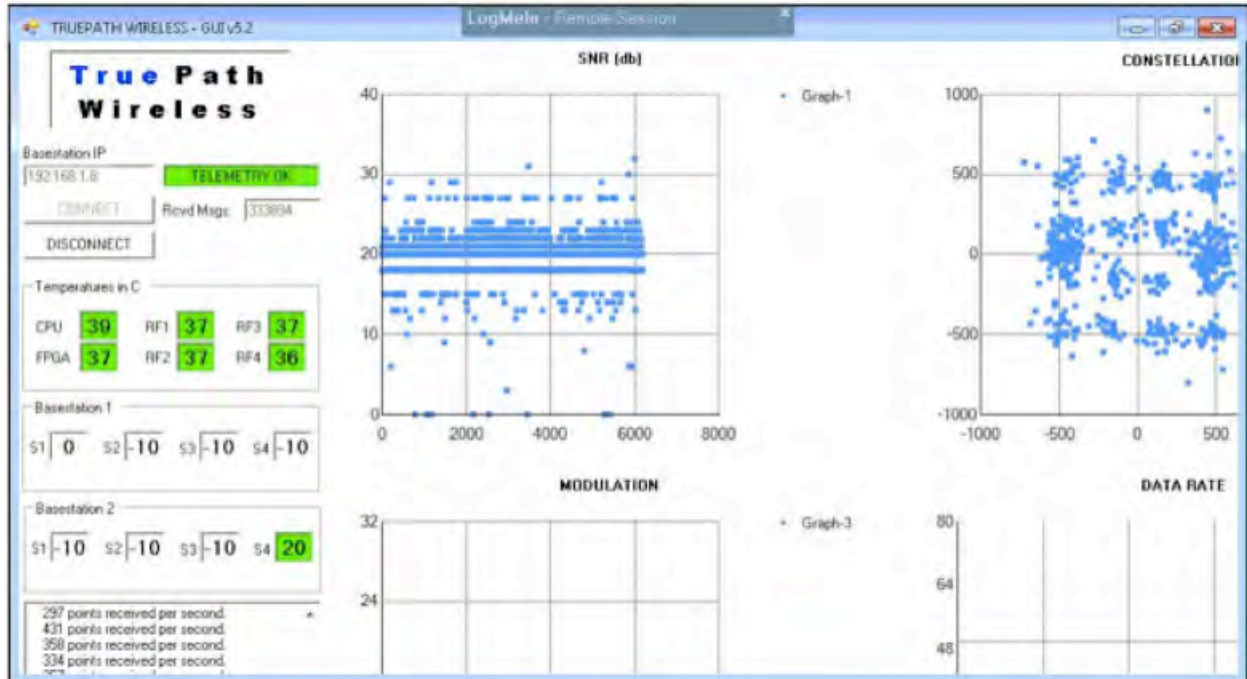 TRUEPATH WIRELESS - GUI v5.2
LogMeIn - Remote Session
True Path
Wireless
Basestation IP
192.168.1.8
TELEMETRY OK
CONNECT
Rcvd Msgs:
333894
DISCONNECT
Temperatures in C
CPU 39 RF1 37 RF3 37
FPGA 37 RF2 37 RF4 36
Basestation 1
S1 0 S2 -10 S3 -10 S4 -10
Basestation 2
S1 -10 S2 -10 S3 -10 S4 20
297 points received per second.
431 points received per second.
358 points received per second.
334 points received per second.
SNR (db)
Graph-1
40
30
20
10
0
0 2000 4000 6000 8000
CONSTELLATIO
1000
500
0
-500
-1000
-1000 -500 0 500
MODULATION
Graph-3
32
24
DATA RATE
80
64
48